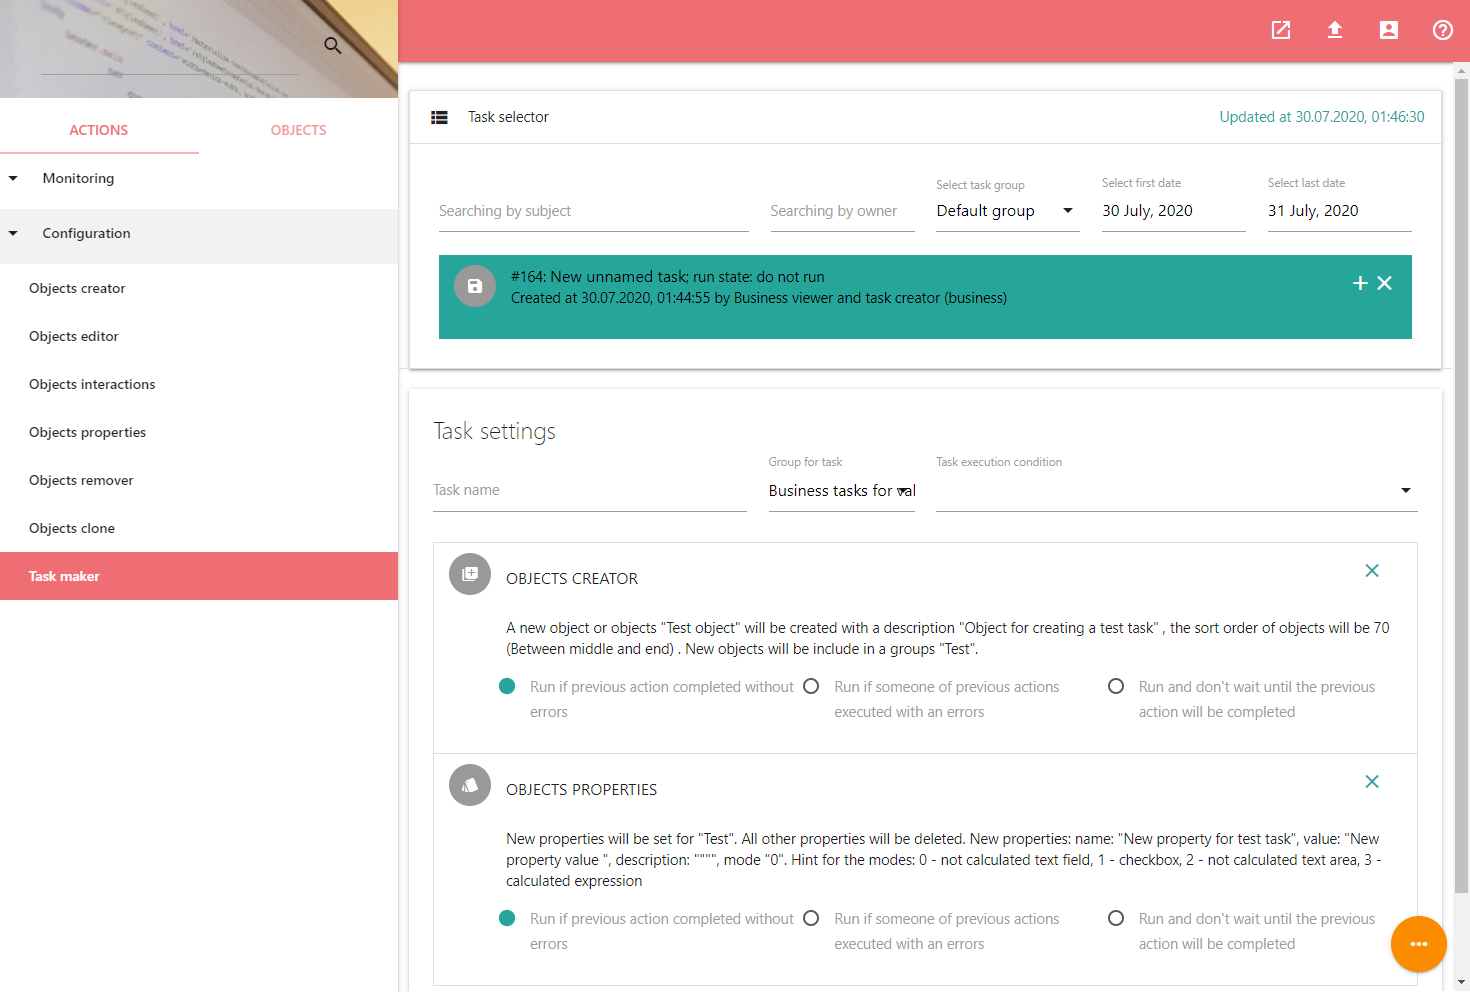 ACTIONS
OBJECTS
Monitoring
Configuration
Objects creator
Objects editor
Objects interactions
Objects properties
Objects remover
Objects clone
Task maker
Task selector
Updated at 30.07.2020, 01:46:30
Searching by subject
Searching by owner
Select task group
Default group
Select first date
30 July, 2020
Select last date
31 July, 2020
#164: New unnamed task; run state: do not run
Created at 30.07.2020, 01:44:55 by Business viewer and task creator (business)
Task settings
Task name
Group for task
Business tasks for val
Task execution condition
OBJECTS CREATOR
A new object or objects "Test object" will be created with a description "Object for creating a test task" , the sort order of objects will be 70
(Between middle and end) . New objects will be include in a groups "Test".
Run if previous action completed without
errors
Run if someone of previous actions
executed with an errors
Run and don't wait until the previous
action will be completed
OBJECTS PROPERTIES
New properties will be set for "Test". All other properties will be deleted. New properties: name: "New property for test task", value: "New
property value ", description: """", mode "0". Hint for the modes: 0 - not calculated text field, 1 - checkbox, 2 - not calculated text area, 3 -
calculated expression
Run if previous action completed without
errors
Run if someone of previous actions
executed with an errors
Run and don't wait until the previous
action will be completed